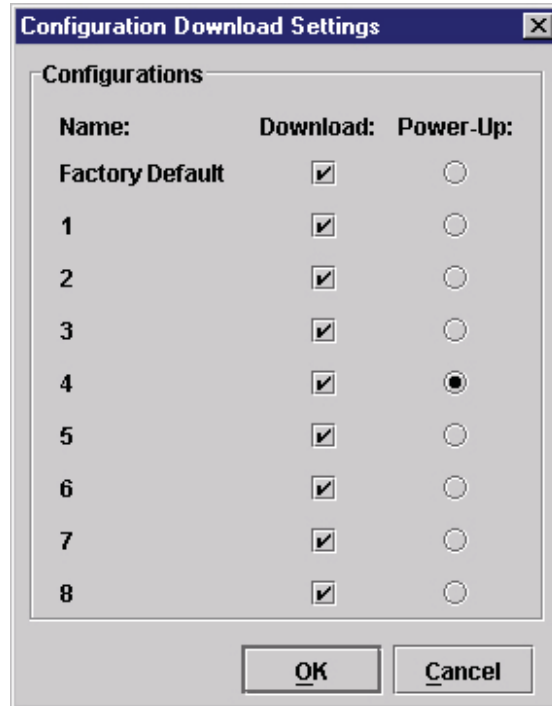 Configuration Download Settings
Configurations
Name: Download: Power-Up:
Factory Default
1
2
3
4
5
6
7
8
OK Cancel